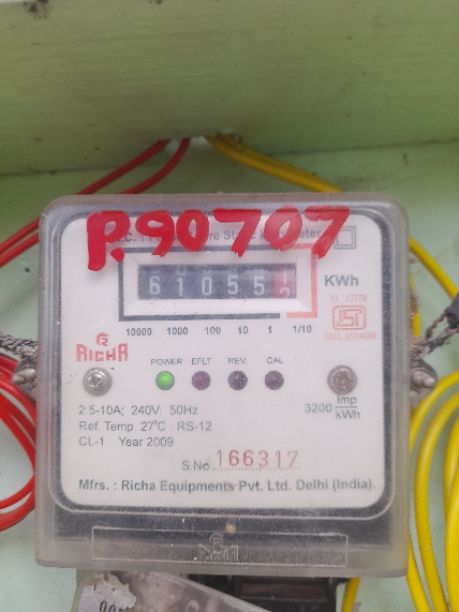 P.90707
61055
KWh
10000 1000 100 10 1 1/10
IS 13779
ISI
RICHA
POWER EFLT REV. CAL
2.5-10A; 240V: 50Hz
3200 Imp/kWh
Ref. Temp. 27°C : RS-12
CL-1 Year 2009
S.No. 166317
Mfrs. : Richa Equipments Pvt. Ltd. Delhi (India).